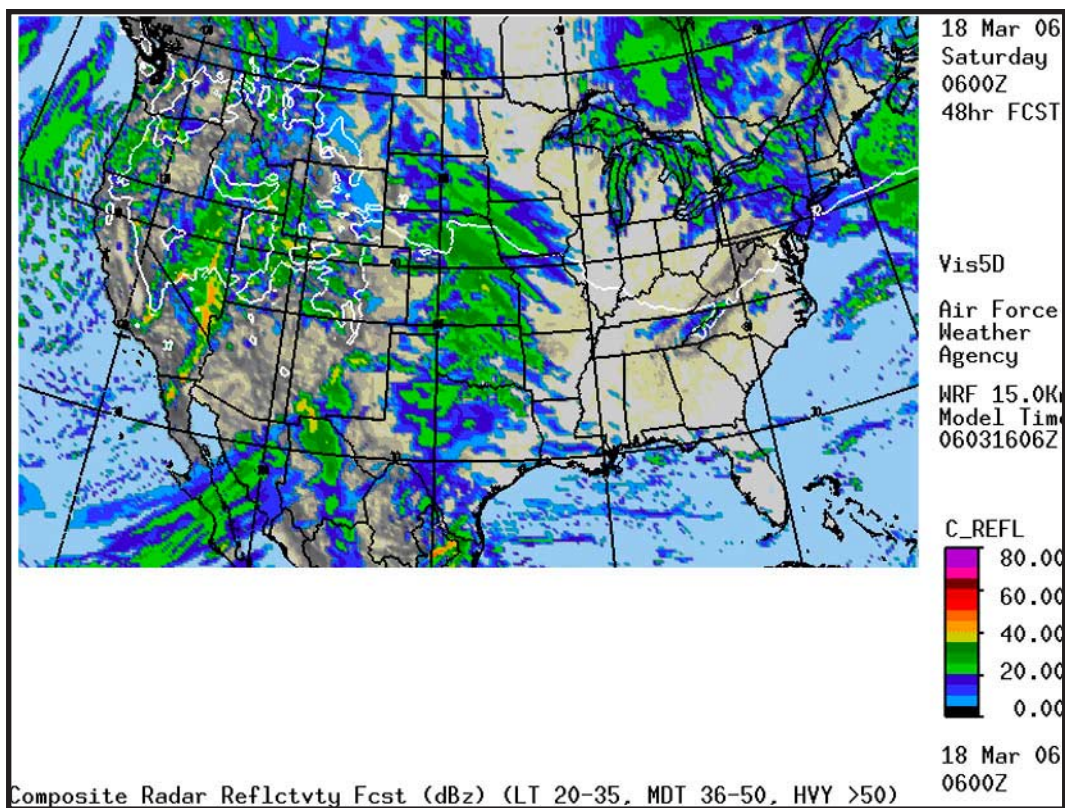 18 Mar 06
Saturday
0600Z
48hr FCST
Vis5D
Air Force
Weather
Agency
WRF 15.0K
Model Time
06031606Z
C_REFL
80.00
60.00
40.00
20.00
0.00
18 Mar 06
0600Z
Composite Radar Reflctvty Fcst (dBz) (LT 20-35, MDT 36-50, HVY >50)